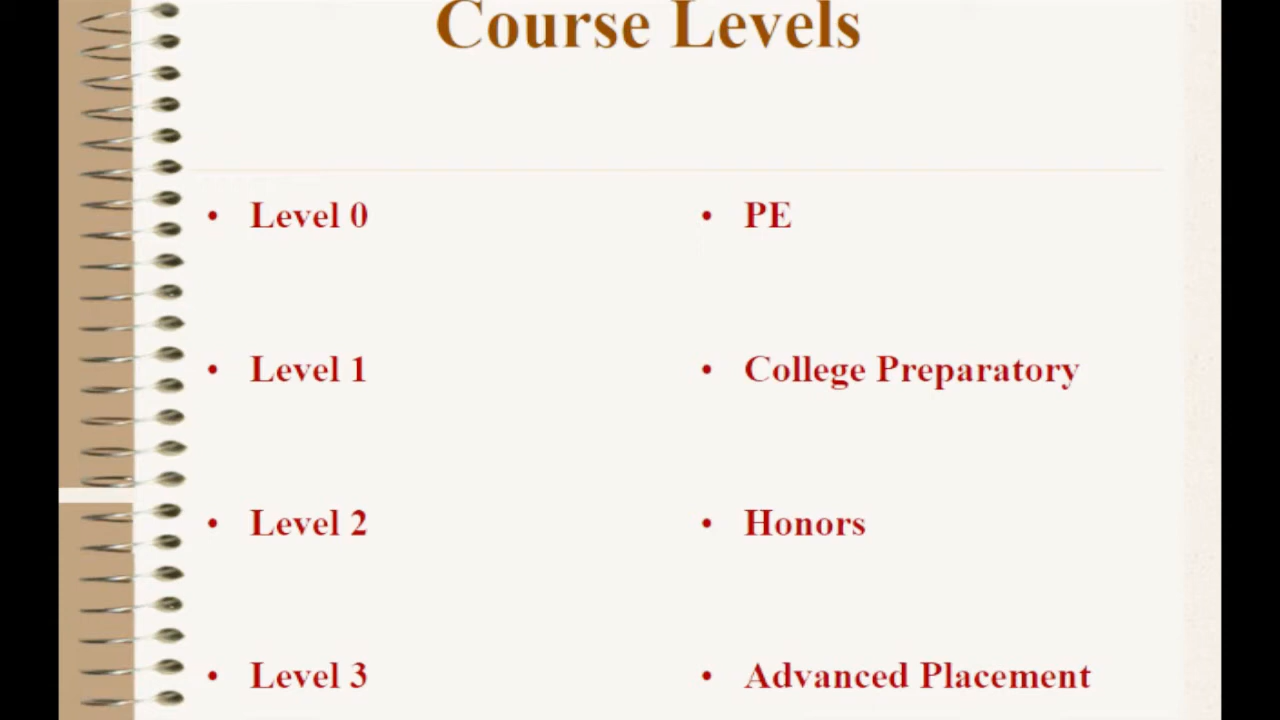 Course Levels
• Level 0
• PE
• Level 1
• College Preparatory
• Level 2
• Honors
• Level 3
• Advanced Placement